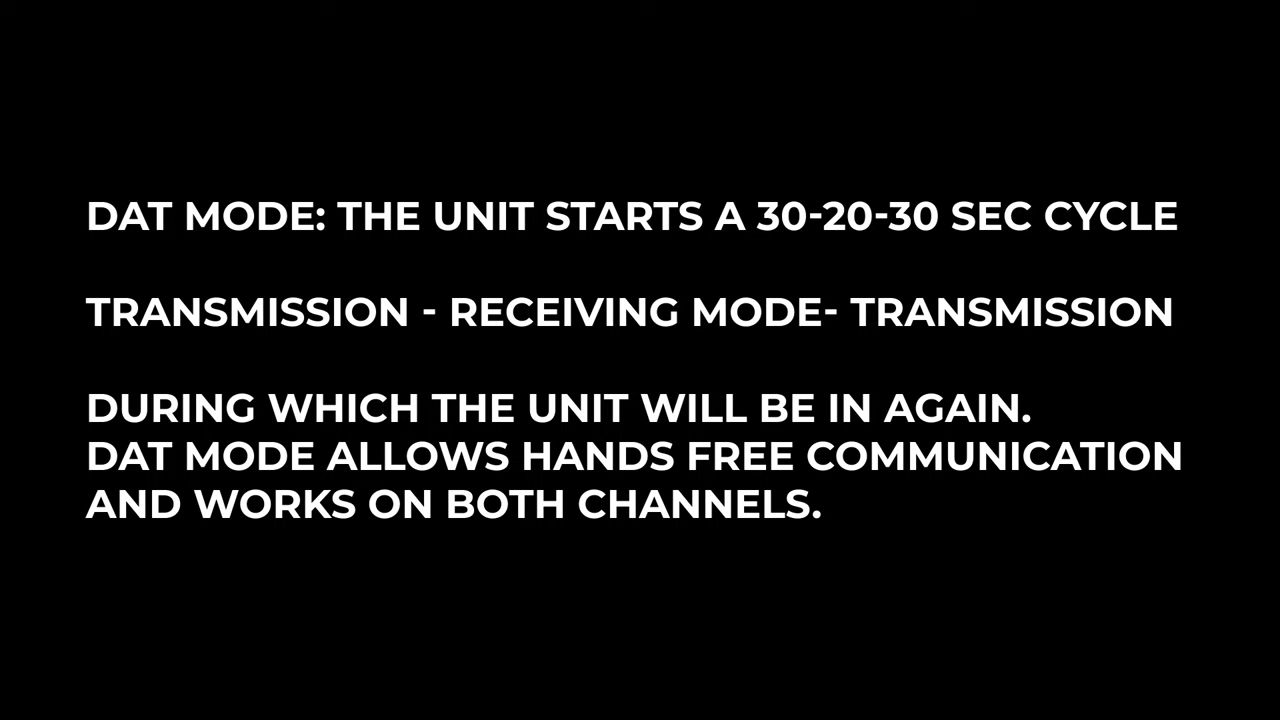 DAT MODE: THE UNIT STARTS A 30-20-30 SEC CYCLE
TRANSMISSION - RECEIVING MODE- TRANSMISSION
DURING WHICH THE UNIT WILL BE IN AGAIN.
DAT MODE ALLOWS HANDS FREE COMMUNICATION
AND WORKS ON BOTH CHANNELS.